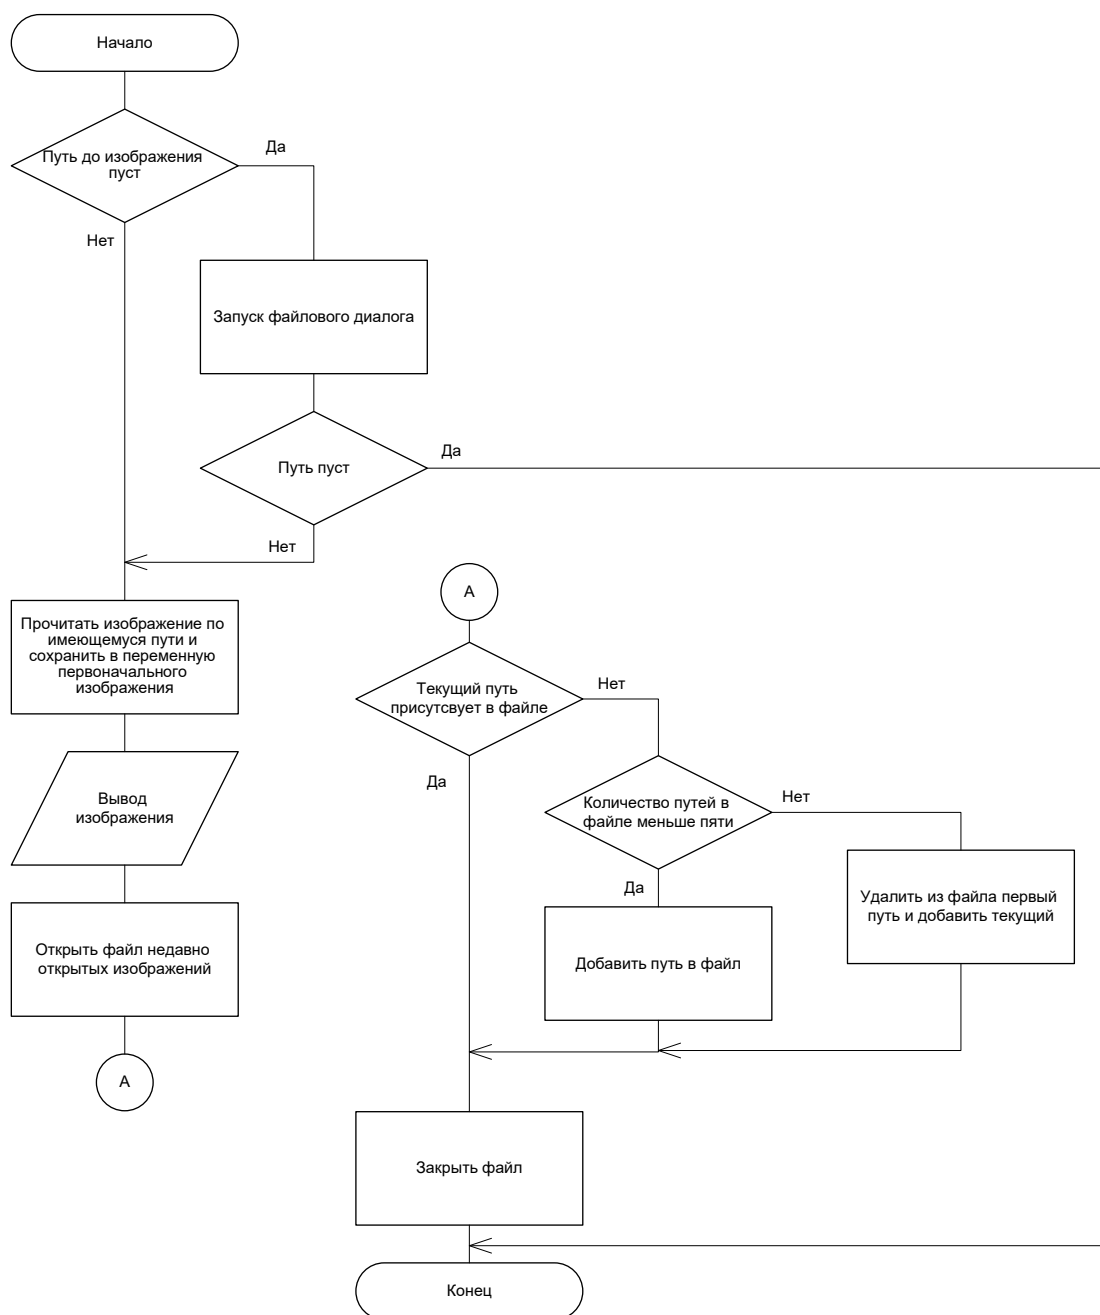 Начало
Путь до изображения
пуст
Да
Нет
Запуск файлового диалога
Путь пуст
Да
Нет
Прочитать изображение по
имеющемуся пути и
сохранить в переменную
первоначального
изображения
Вывод
изображения
Открыть файл недавно
открытых изображений
А
А
Текущий путь
присутсвует в файле
Нет
Да
Количество путей в
файле меньше пяти
Нет
Да
Удалить из файла первый
путь и добавить текущий
Добавить путь в файл
Закрыть файл
Конец